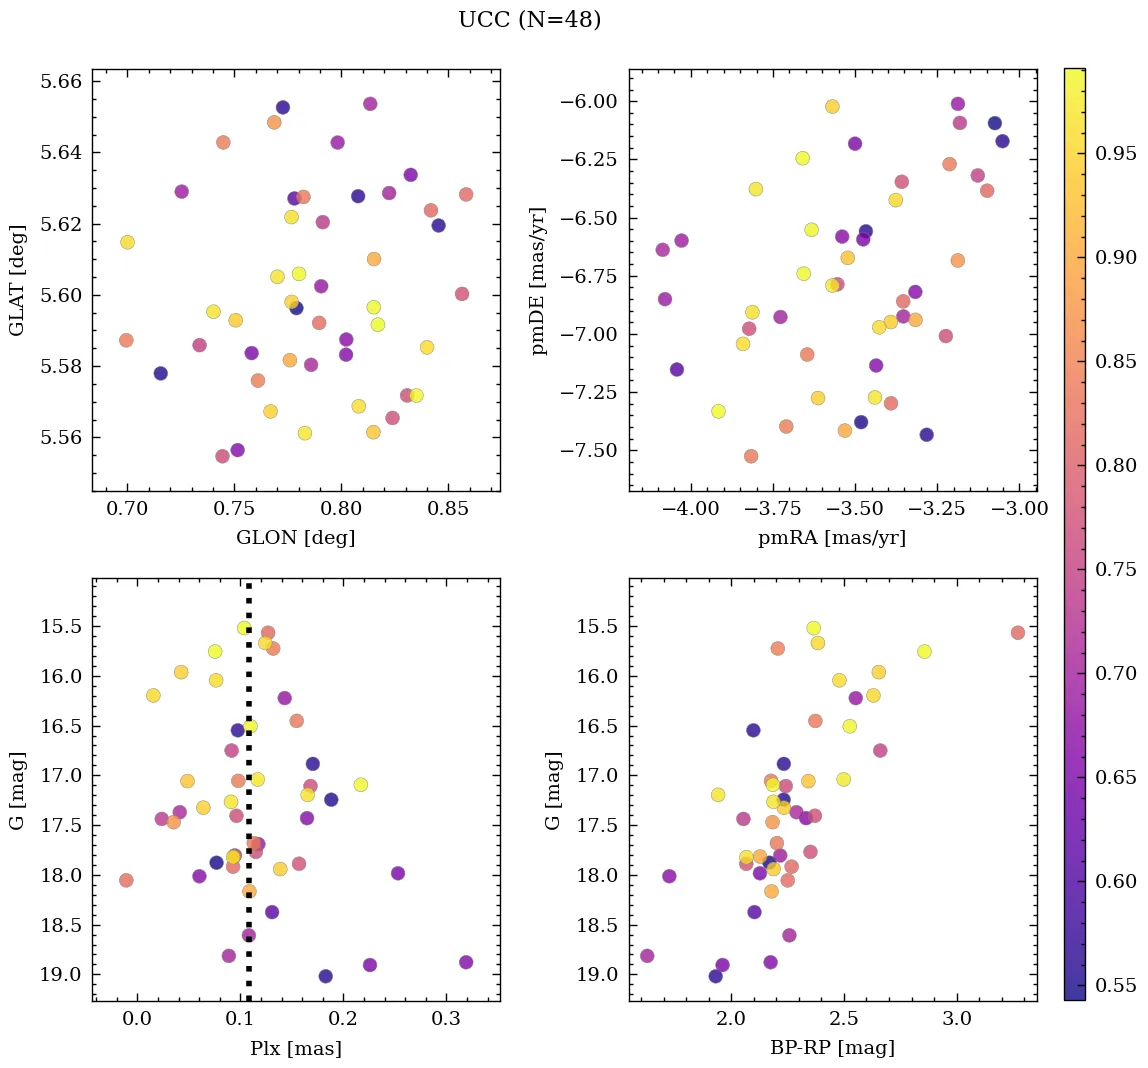 UCC (N=48)
5.66
5.64
5.62
5.60
5.58
5.56
GLAT [deg]
0.70 0.75 0.80 0.85
GLON [deg]
−6.00
−6.25
−6.50
−6.75
−7.00
−7.25
−7.50
pmDE [mas/yr]
−4.00 −3.75 −3.50 −3.25 −3.00
pmRA [mas/yr]
15.5
16.0
16.5
17.0
17.5
18.0
18.5
19.0
G [mag]
0.0 0.1 0.2 0.3
Plx [mas]
15.5
16.0
16.5
17.0
17.5
18.0
18.5
19.0
G [mag]
2.0 2.5 3.0
BP-RP [mag]
0.95
0.90
0.85
0.80
0.75
0.70
0.65
0.60
0.55